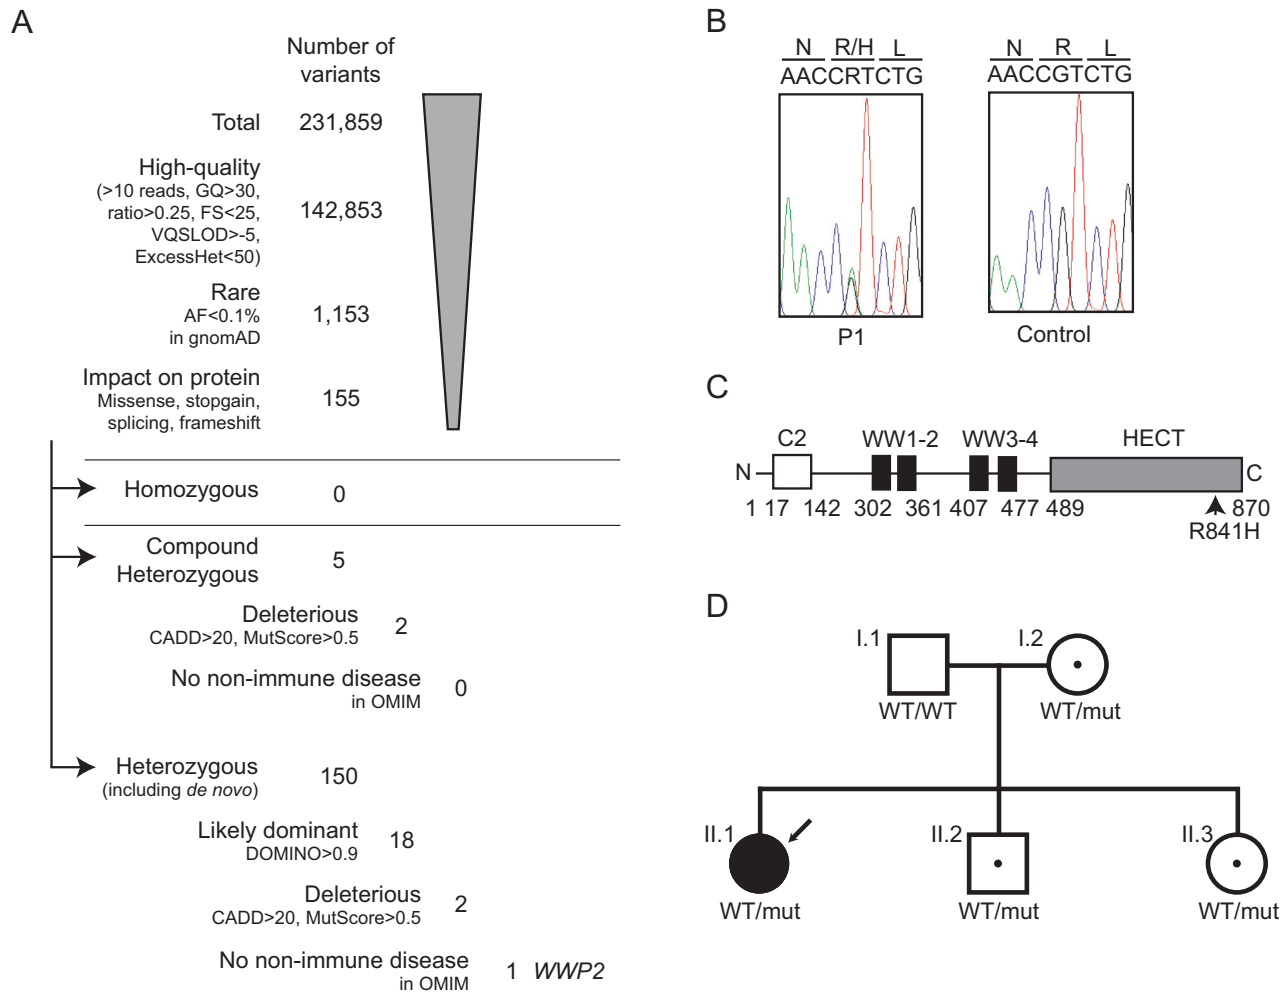 A
Number of
variants
Total 231,859
High-quality
(>10 reads, GQ>30,
ratio>0.25, FS<25,
VQSLOD>-5,
ExcessHet<50)
142,853
Rare
AF<0.1%
in gnomAD
1,153
Impact on protein
Missense, stopgain,
splicing, frameshift
155
Homozygous 0
Compound
Heterozygous
5
Deleterious
CADD>20, MutScore>0.5
2
No non-immune disease
in OMIM
0
Heterozygous
(including de novo)
150
Likely dominant
DOMINO>0.9
18
Deleterious
CADD>20, MutScore>0.5
2
No non-immune disease
in OMIM
1 WWP2
B
N R/H L
AACCRTCTG
P1
N R L
AACCGTCTG
Control
C
C2 WW1-2 WW3-4 HECT
N C
1 17 142 302 361 407 477 489 870
R841H
D
I.1 I.2
WT/WT WT/mut
II.1 II.2 II.3
WT/mut WT/mut WT/mut